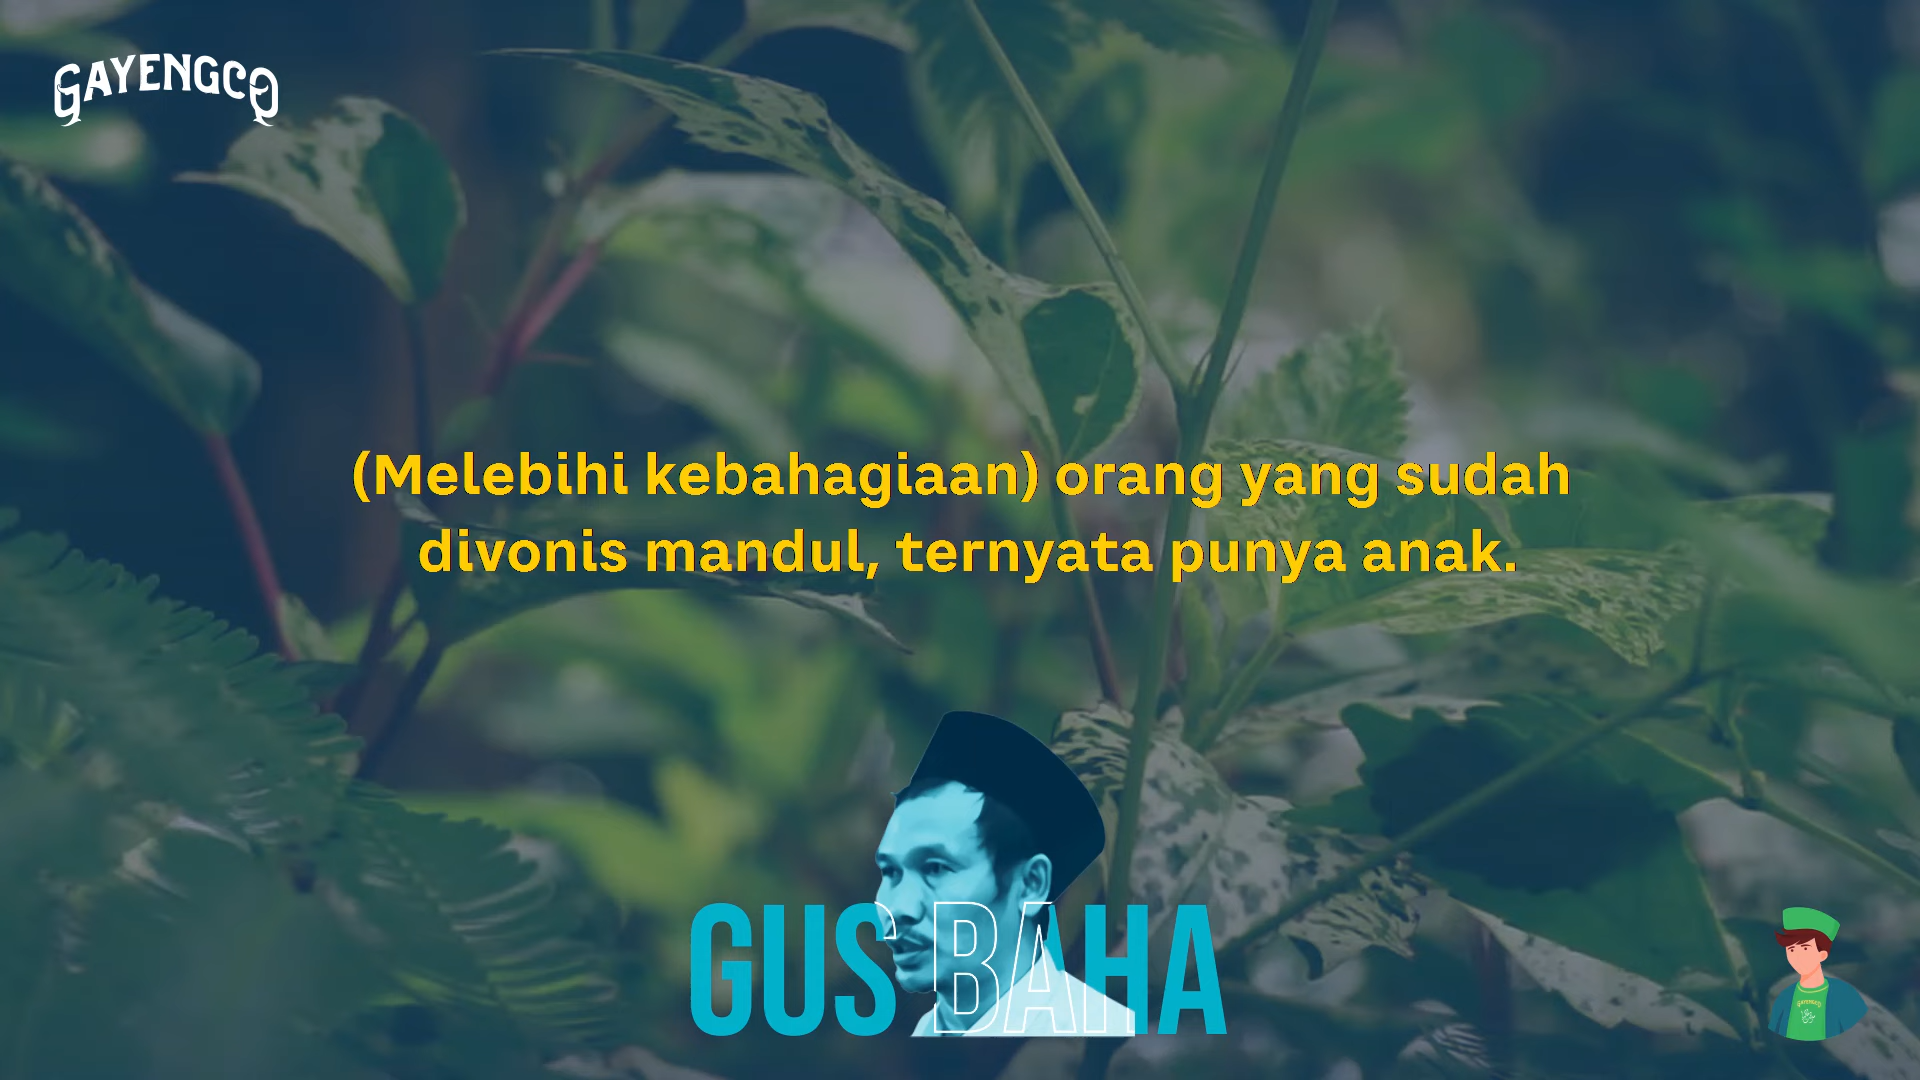 GAYENGCO
(Melebihi kebahagiaan) orang yang sudah
divonis mandul, ternyata punya anak.
GUS BAHA